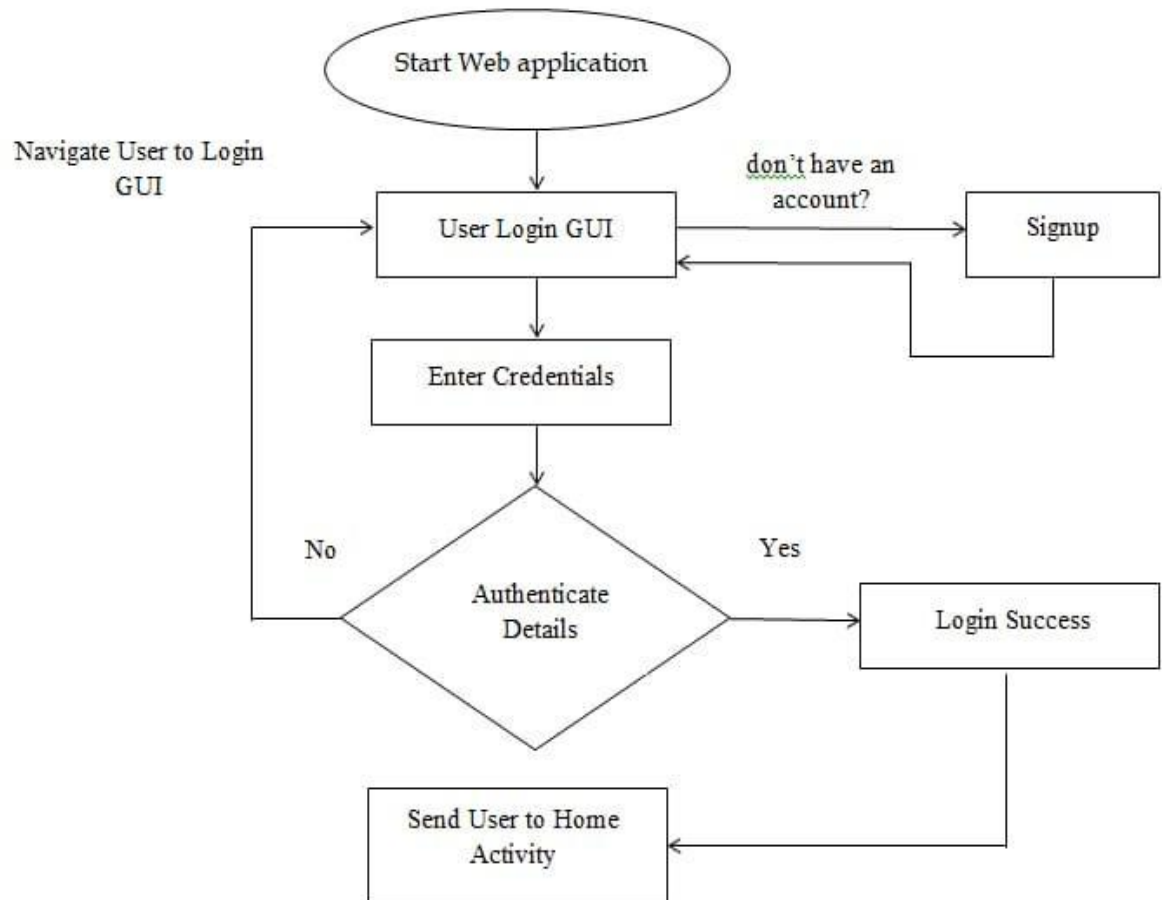 Start Web application
Navigate User to Login
GUI
don't have an
account?
User Login GUI
Signup
Enter Credentials
No
Yes
Authenticate
Details
Login Success
Send User to Home
Activity